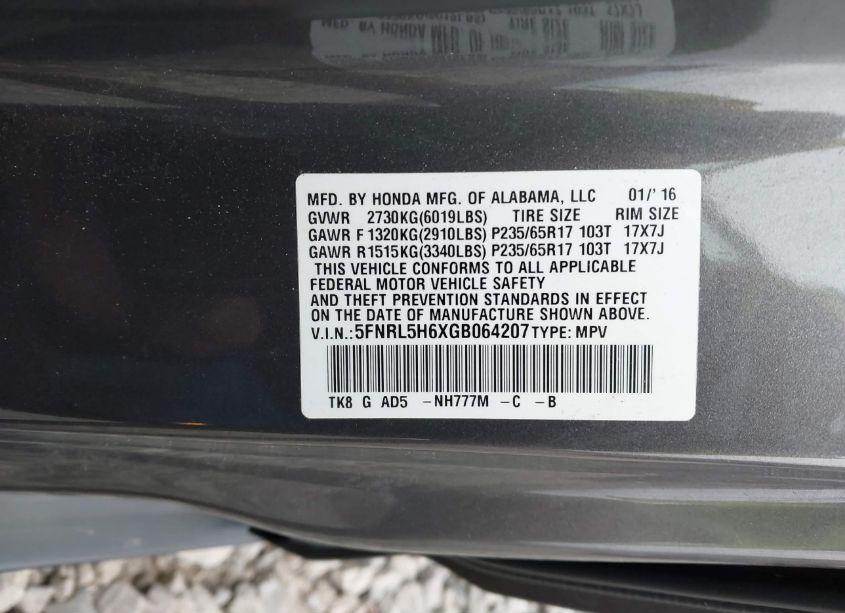 MFD. BY HONDA MFG. OF ALABAMA, LLC 01/' 16
GVWR 2730KG(6019LBS) TIRE SIZE RIM SIZE
GAWR F 1320KG(2910LBS) P235/65R17 103T 17X7J
GAWR R1515KG(3340LBS) P235/65R17 103T 17X7J
THIS VEHICLE CONFORMS TO ALL APPLICABLE
FEDERAL MOTOR VEHICLE SAFETY
AND THEFT PREVENTION STANDARDS IN EFFECT
ON THE DATE OF MANUFACTURE SHOWN ABOVE.
V.I.N.: 5FNRL5H6XGB064207 TYPE: MPV
TK8 G AD5 -NH777M -C -B